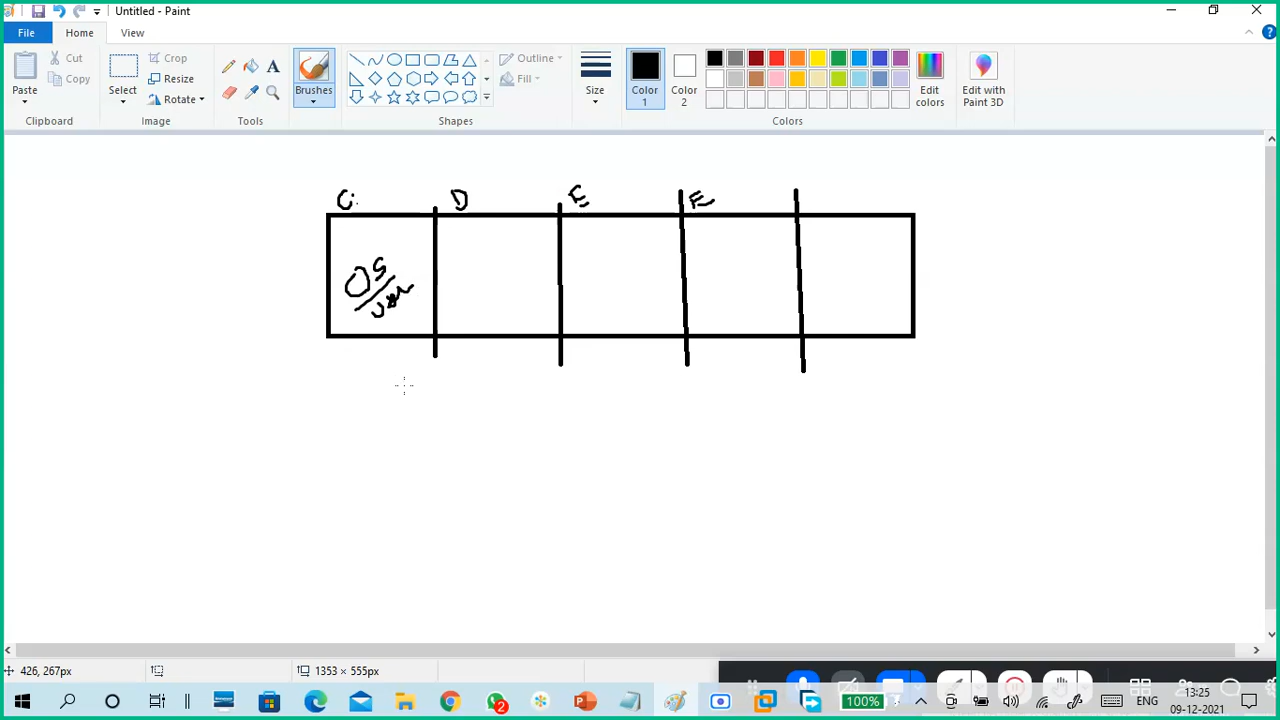 Untitled - Paint
File Home View
Cut
Copy
Paste
Clipboard
Select
Crop
Resize
Rotate
Image
A
Tools
Brushes
Outline
Fill
Shapes
Size
Color 1
Color 2
Edit colors
Colors
Edit with Paint 3D
C: D E E
OS
426, 267px
1353 × 555px
2
100%
ENG
13:25
09-12-2021